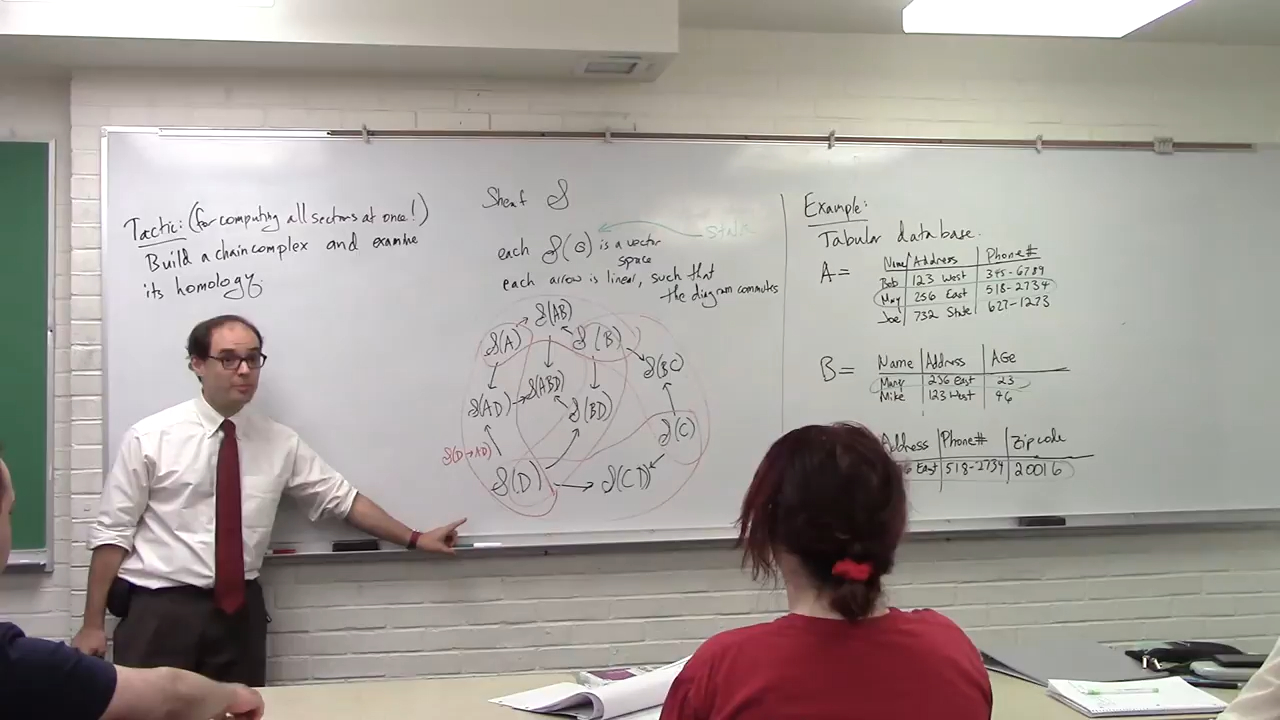 Tactic: (for computing all sections at once!)
Build a chain complex and examine
its homology.
Sheaf S
each S(σ) is a vector
space
Stalk
each arrow is linear, such that
the diagram commutes
S(AB)
S(A) S(B)
S(BC)
S(ABD)
S(AD) S(BD)
S(C)
S(D→AD)
S(D) S(CD)
Example:
Tabular database.
A=
Name Address Phone#
Bob 123 West 345-6789
Mary 256 East 518-2734
Joe 732 State 627-1273
B=
Name Address AGe
Mary 256 East 23
Mike 123 West 46
Address Phone# Zipcode
East 518-2734 20016